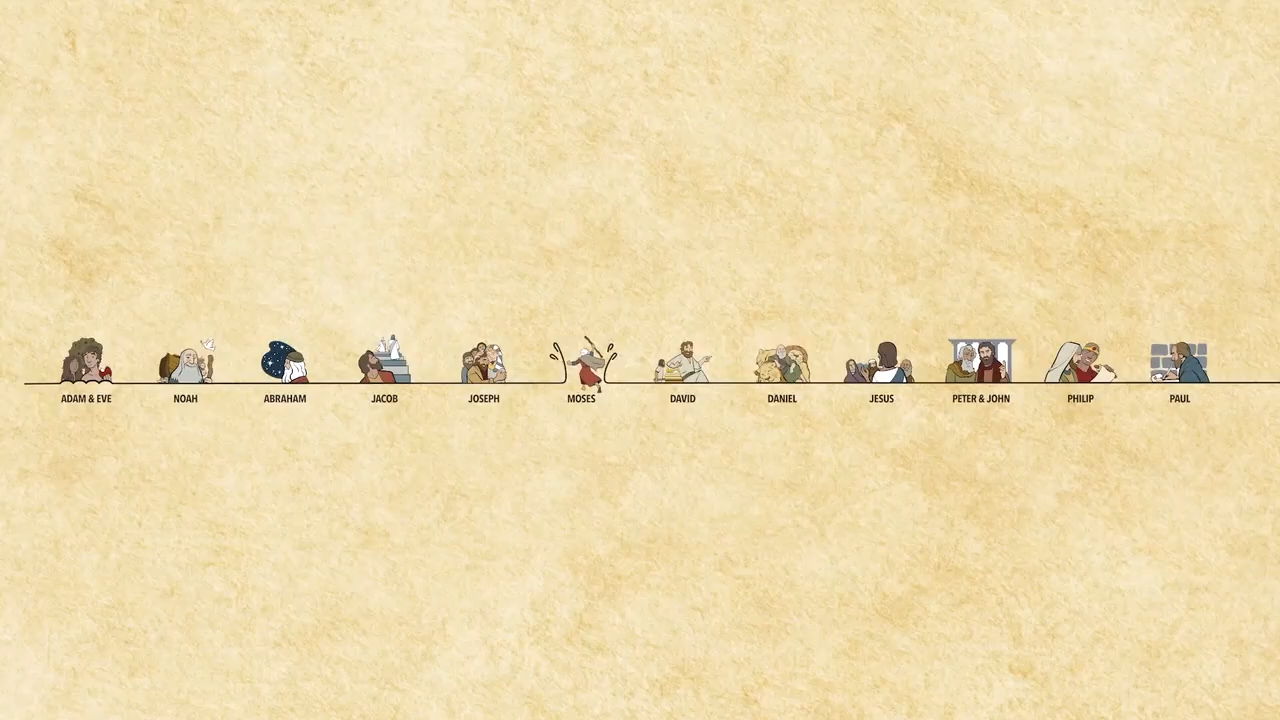 ADAM & EVE
NOAH
ABRAHAM
JACOB
JOSEPH
MOSES
DAVID
DANIEL
JESUS
PETER & JOHN
PHILIP
PAUL